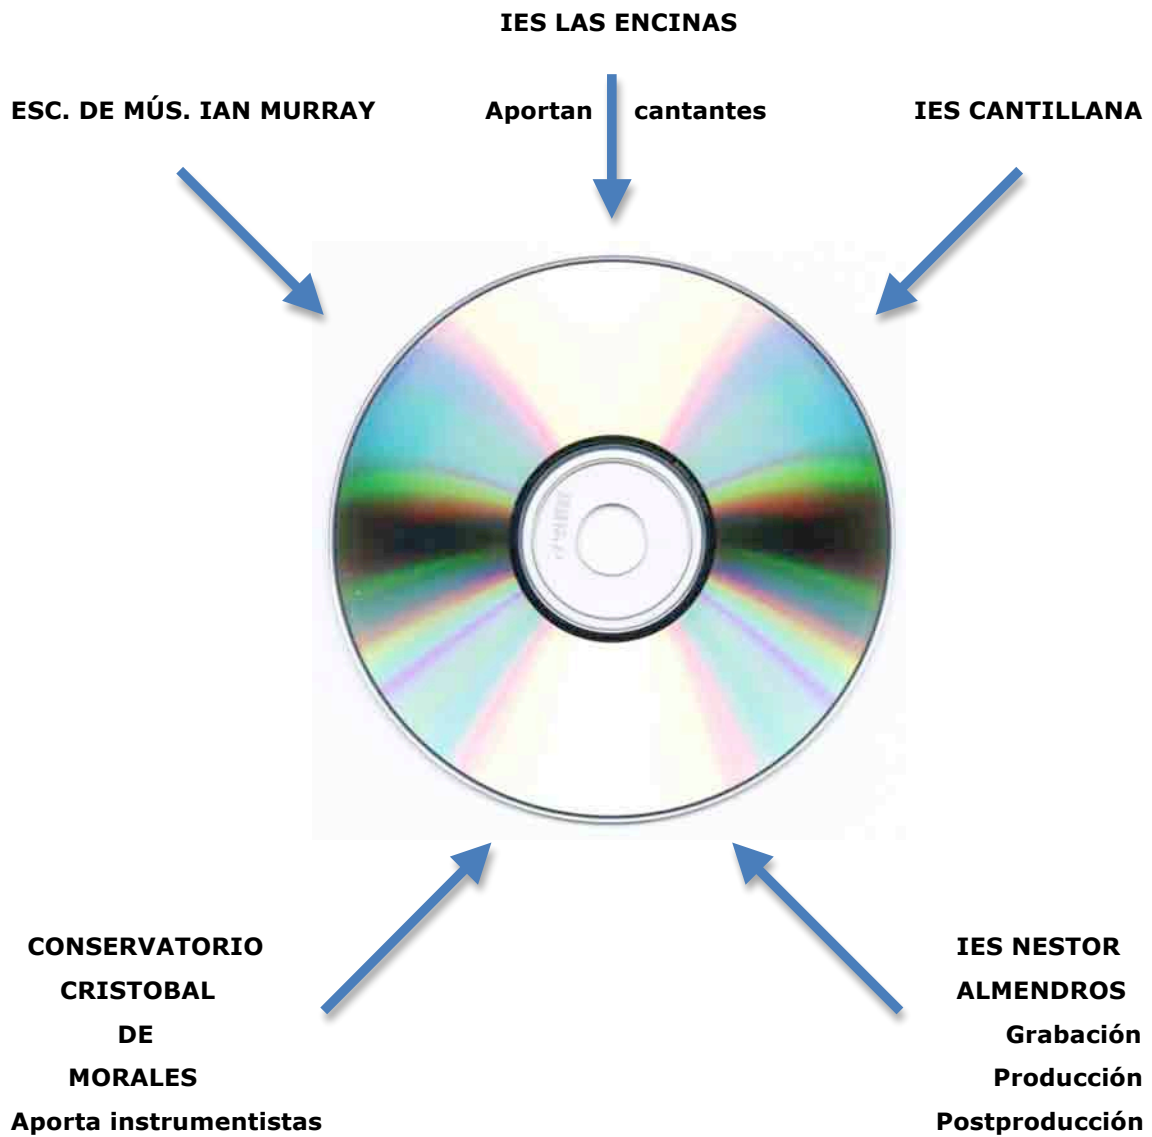 IES LAS ENCINAS
ESC. DE MÚS. IAN MURRAY
Aportan cantantes
IES CANTILLANA
CONSERVATORIO
CRISTOBAL
DE
MORALES
Aporta instrumentistas
IES NESTOR
ALMENDROS
Grabación
Producción
Postproducción